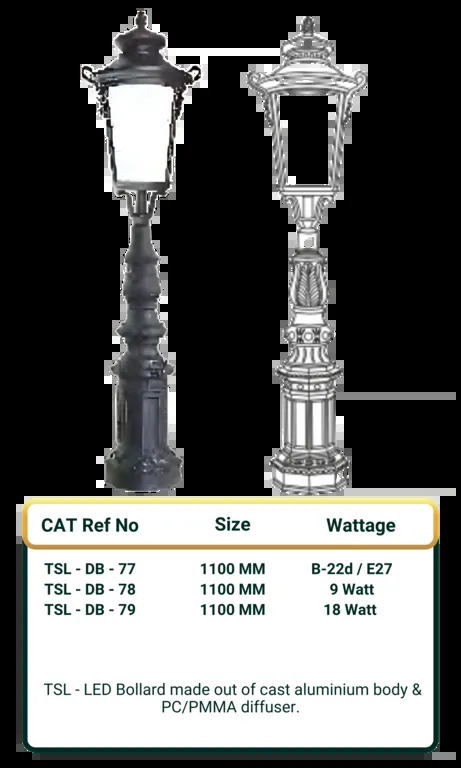 CAT Ref No Size Wattage
TSL - DB - 77 1100 MM B-22d / E27
TSL - DB - 78 1100 MM 9 Watt
TSL - DB - 79 1100 MM 18 Watt
TSL - LED Bollard made out of cast aluminium body &
PC/PMMA diffuser.